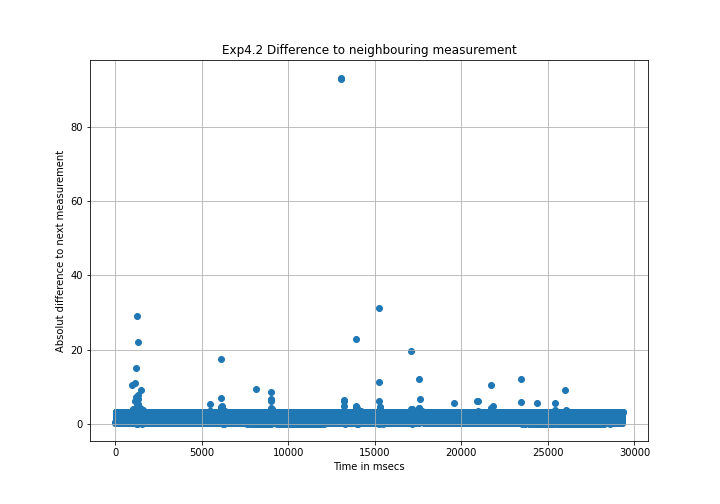 Exp4.2 Difference to neighbouring measurement
Absolut difference to next measurement
80
60
40
20
0
0 5000 10000 15000 20000 25000 30000
Time in msecs